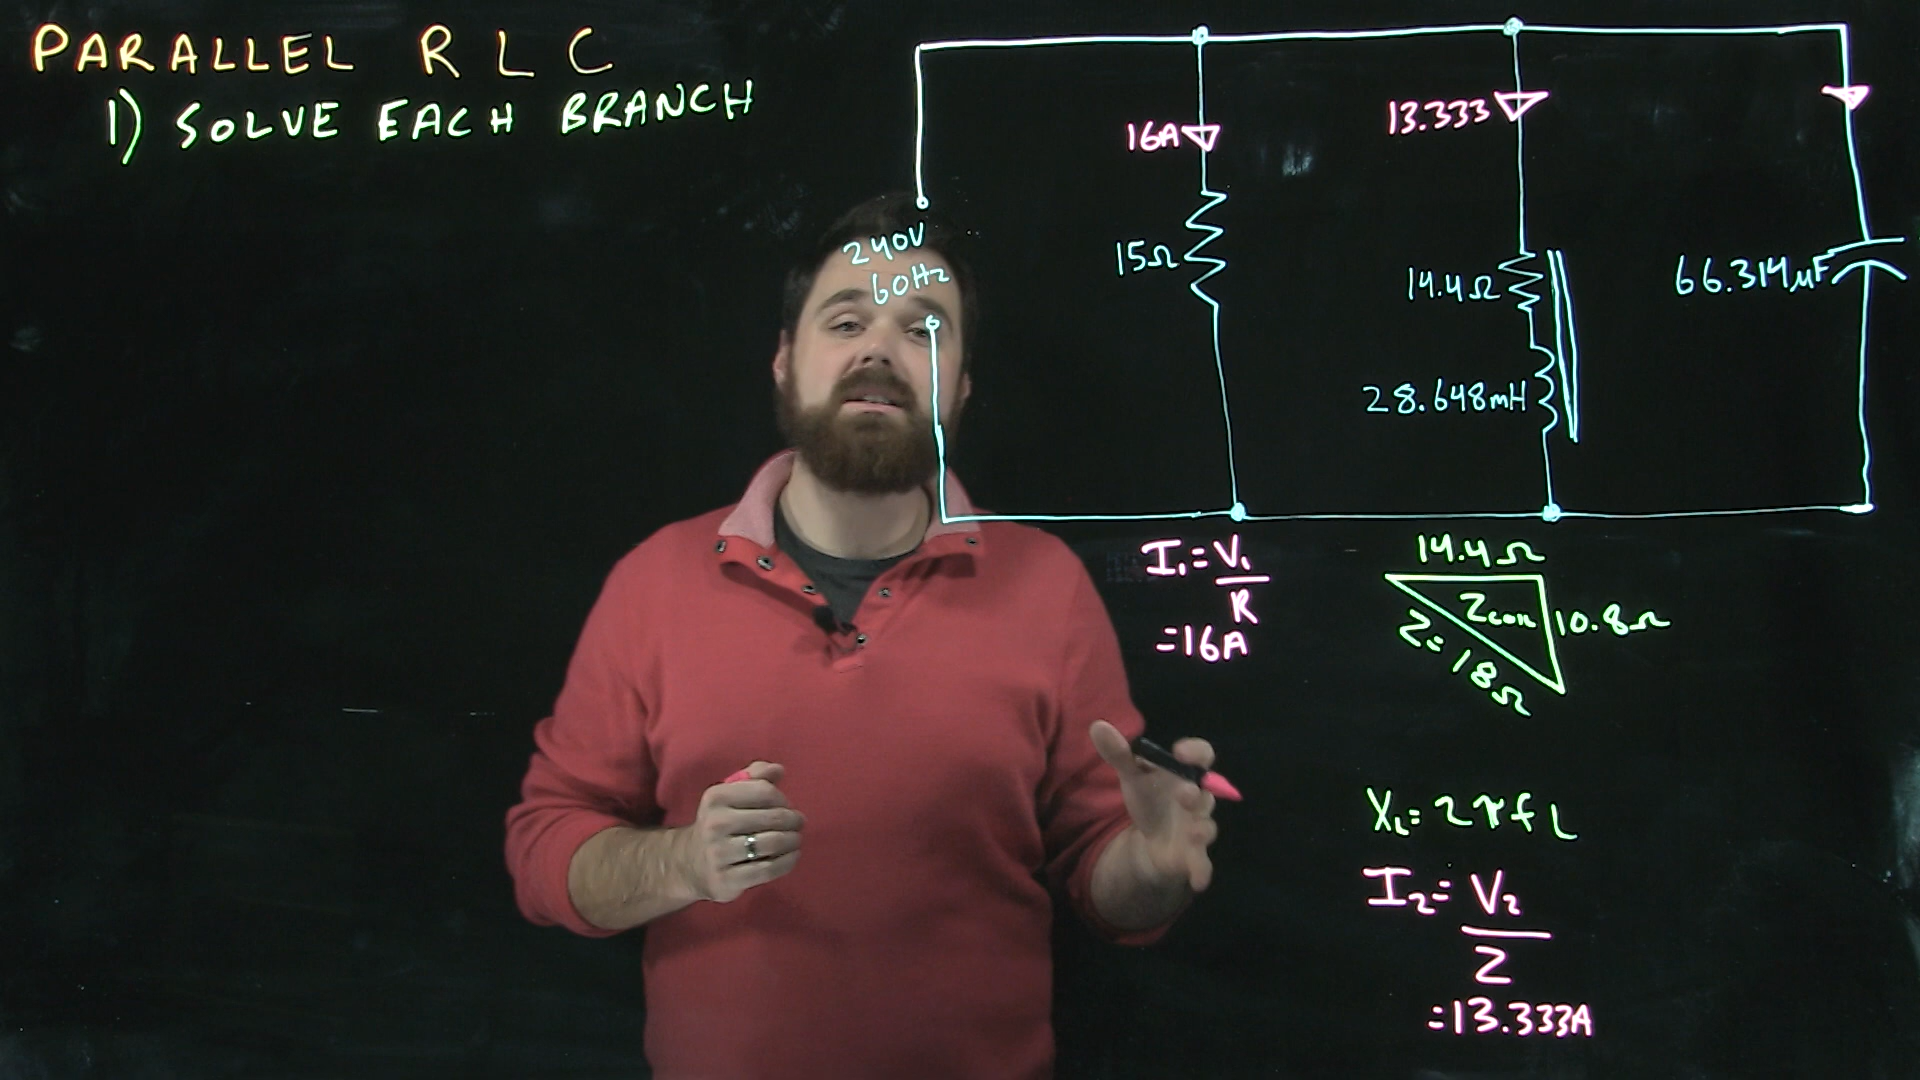 PARALLEL R L C
1) SOLVE EACH BRANCH
240V
60Hz
16A
15Ω
13.333
14.4Ω
28.648mH
66.314µF
I₁=V₁
R
=16A
14.4Ω
Zcoil
10.8Ω
Z=18Ω
XL=2πfL
I₂=V₂
Z
=13.333A